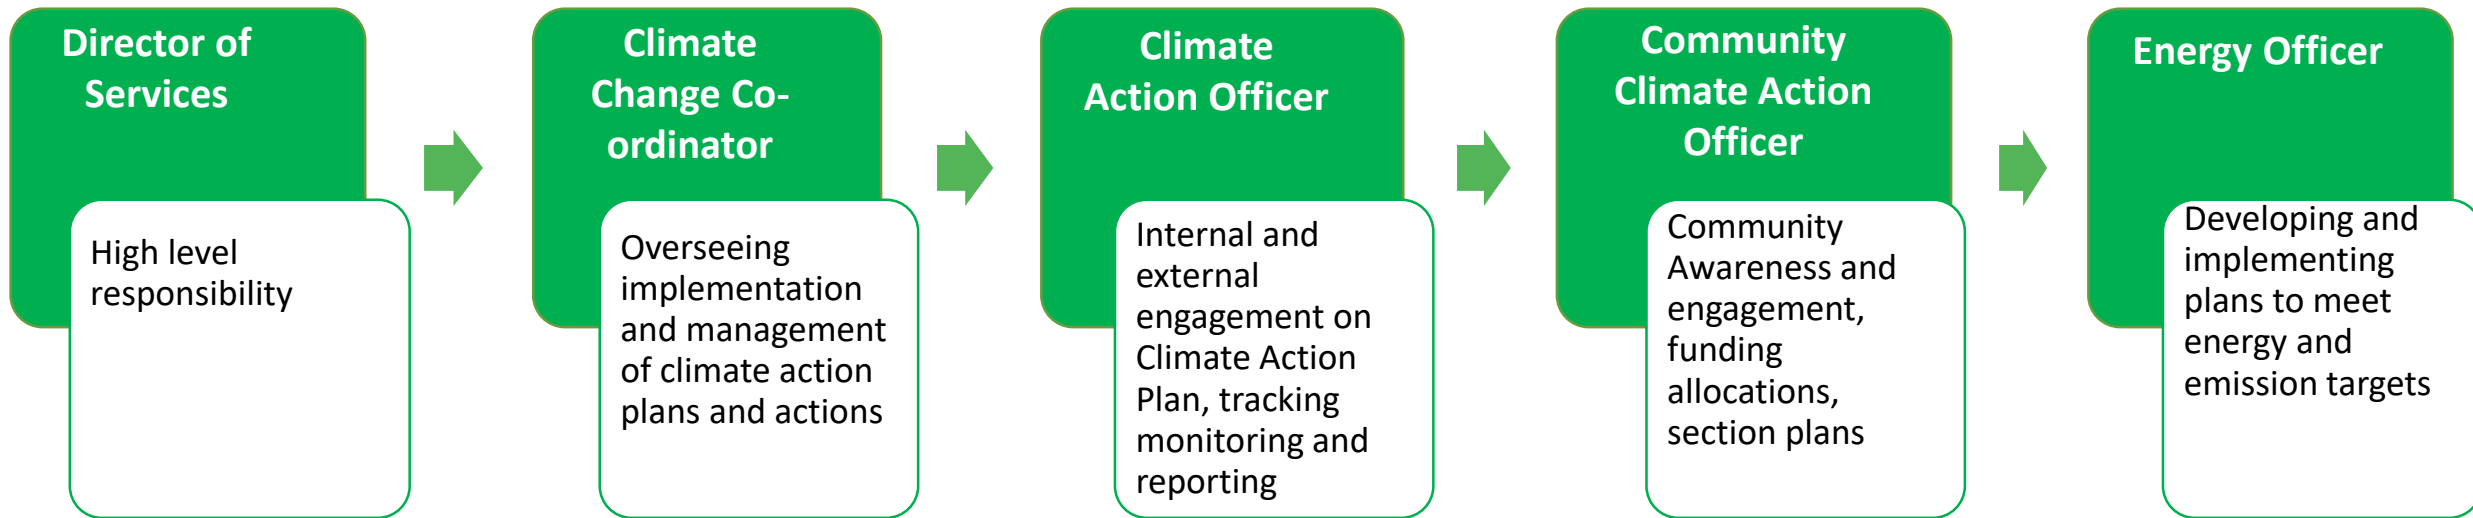 Director of
Services
High level
responsibility
Climate
Change Co-
ordinator
Overseeing
implementation
and management
of climate action
plans and actions
Climate
Action Officer
Internal and
external
engagement on
Climate Action
Plan, tracking
monitoring and
reporting
Community
Climate Action
Officer
Community
Awareness and
engagement,
funding
allocations,
section plans
Energy Officer
Developing and
implementing
plans to meet
energy and
emission targets